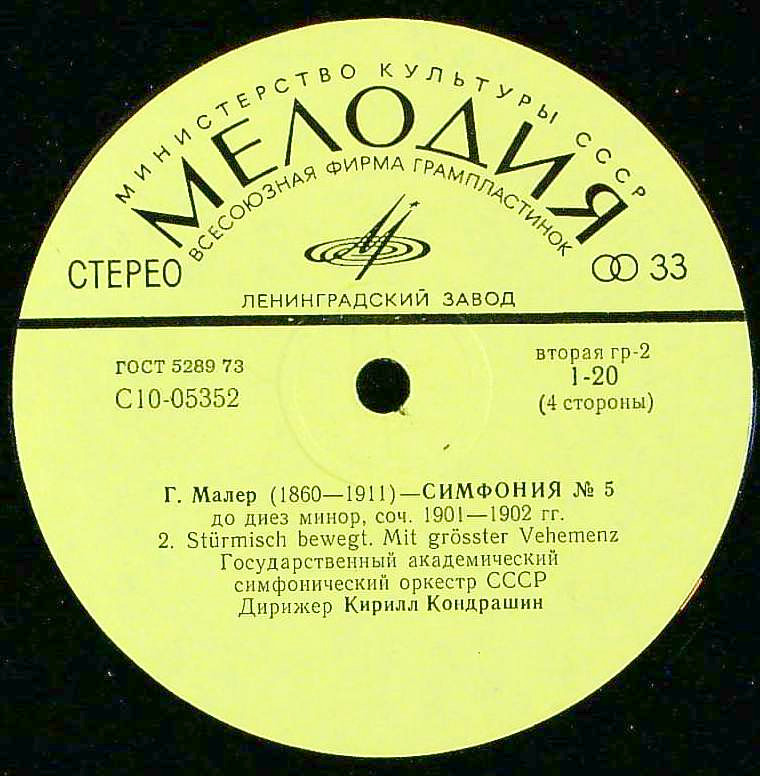 МИНИСТЕРСТВО КУЛЬТУРЫ СССР
МЕЛОДИЯ
ВСЕСОЮЗНАЯ ФИРМА ГРАМПЛАСТИНОК
СТЕРЕО
33
ЛЕНИНГРАДСКИЙ ЗАВОД
ГОСТ 5289 73
С10-05352
вторая гр-2
1-20
(4 стороны)
Г. Малер (1860—1911)—СИМФОНИЯ № 5
до диез минор, соч. 1901—1902 гг.
2. Stürmisch bewegt. Mit grösster Vehemenz
Государственный академический
симфонический оркестр СССР
Дирижер Кирилл Кондрашин